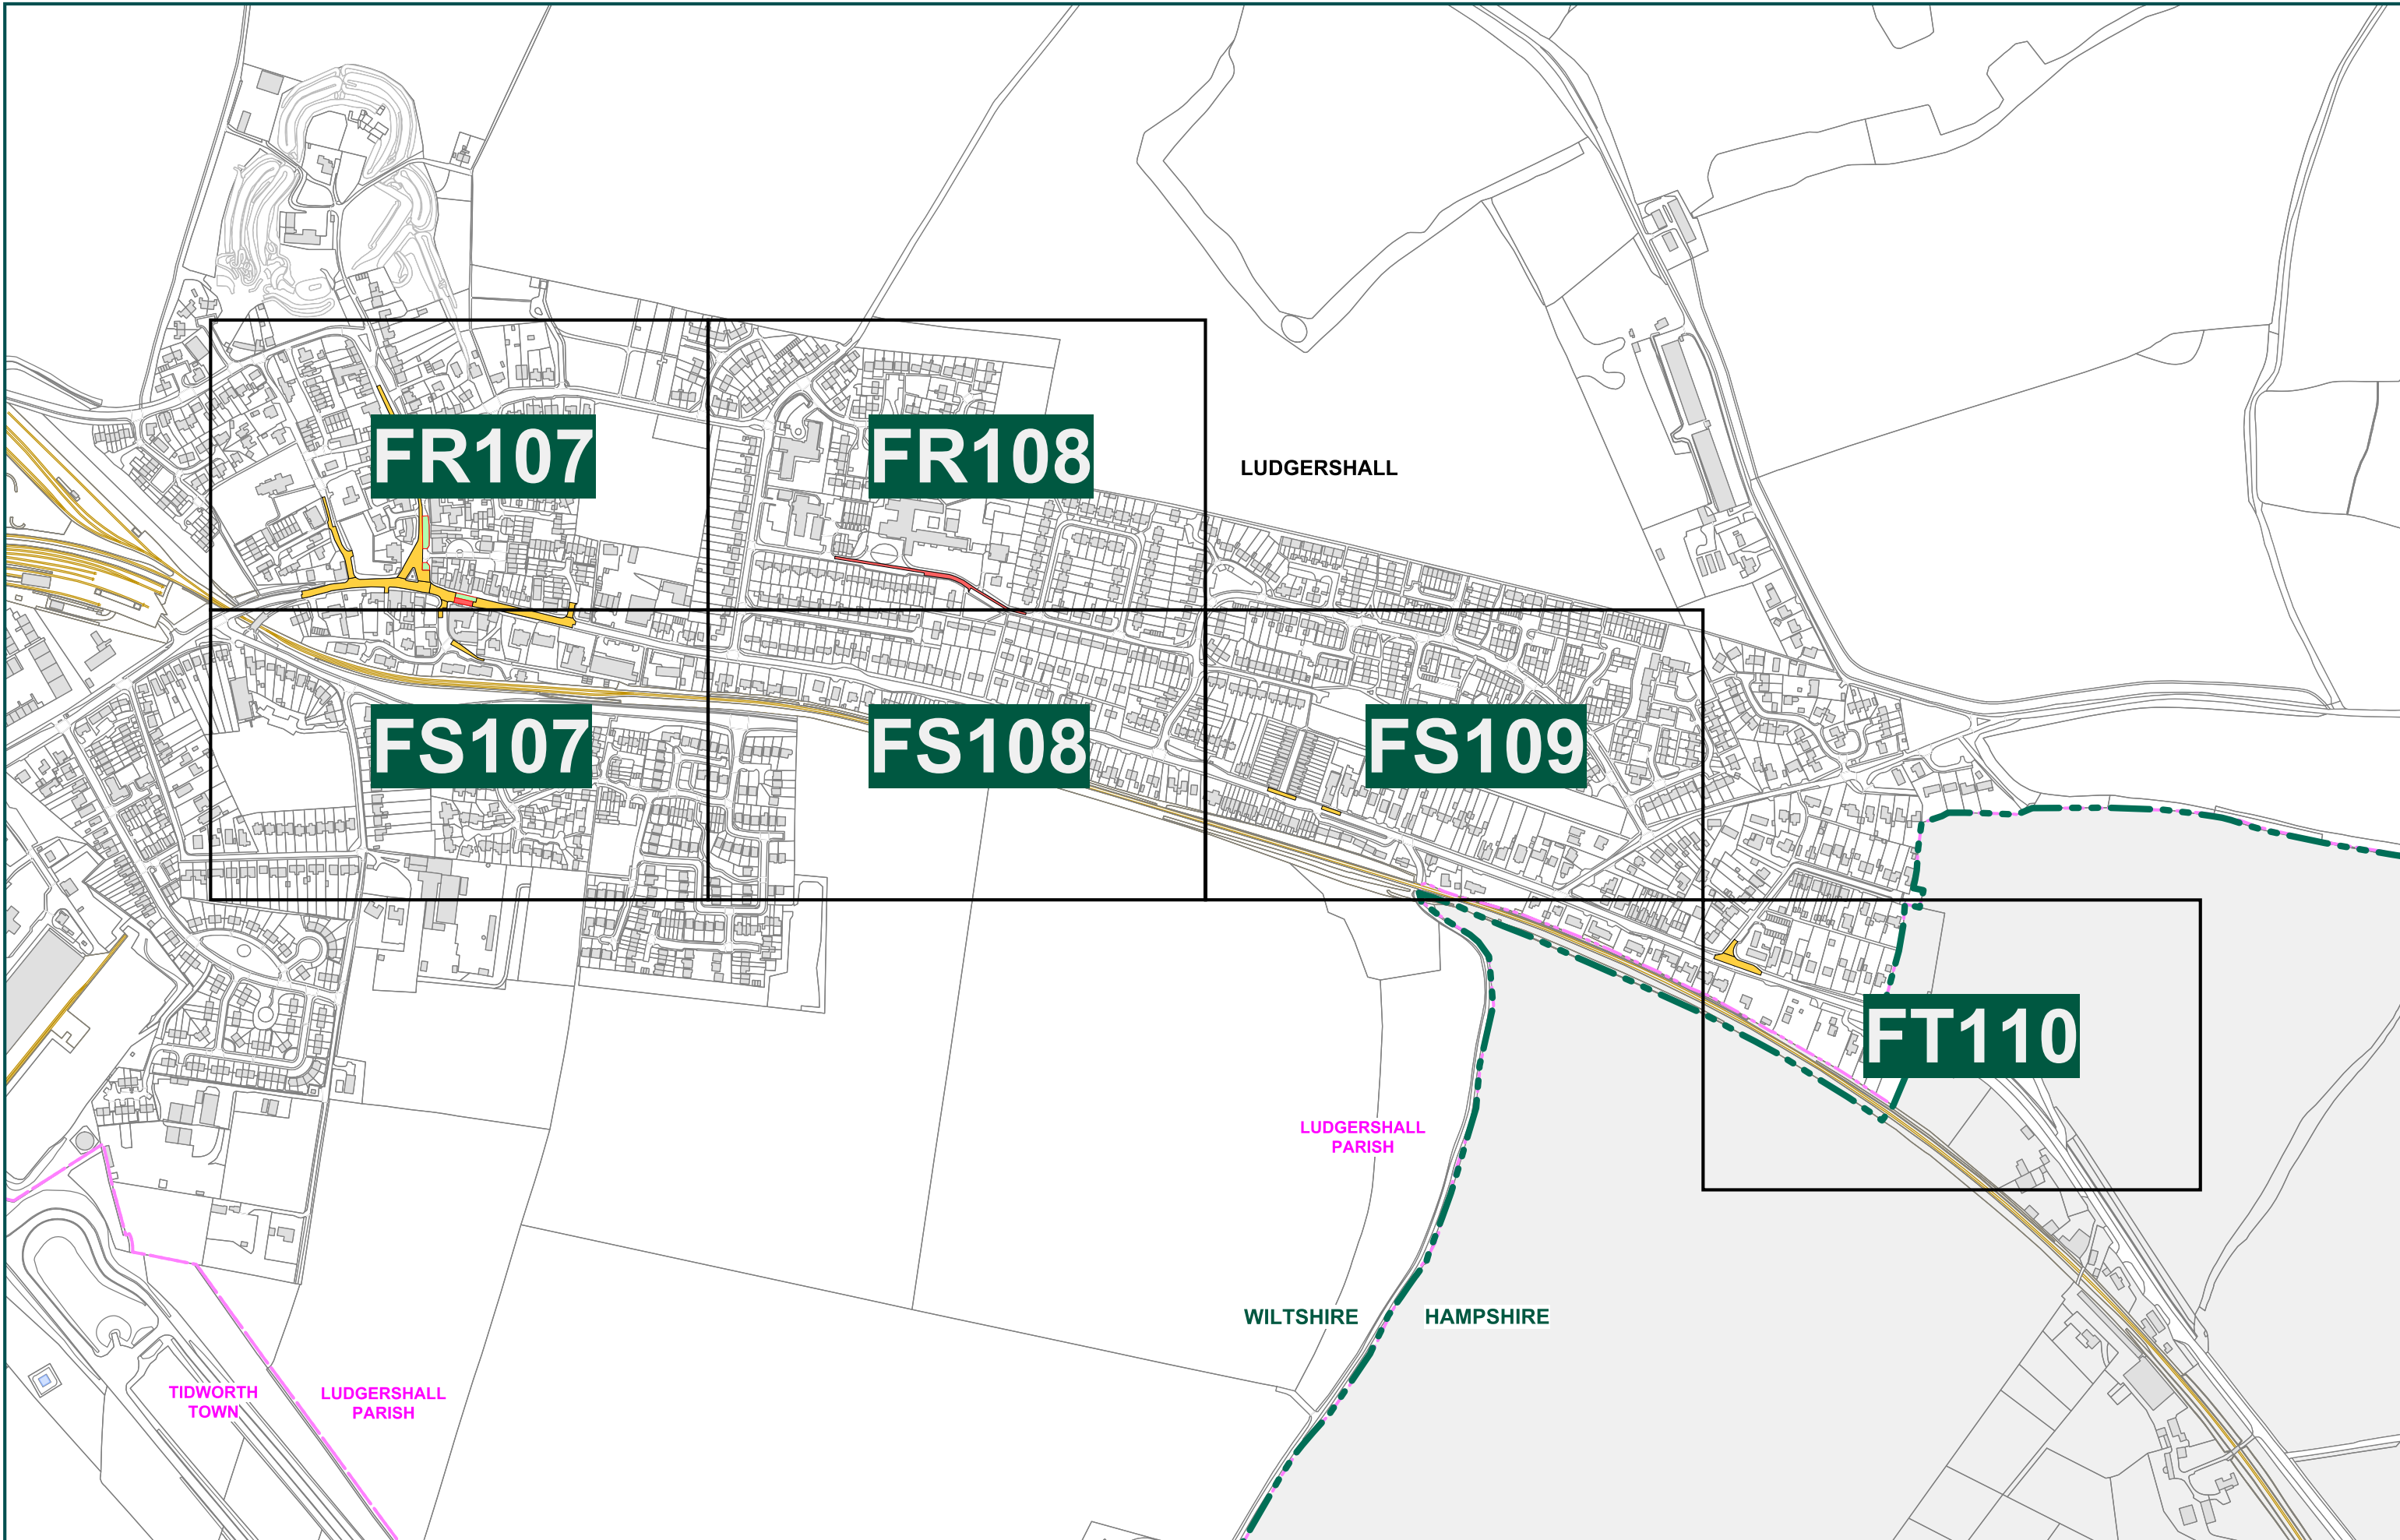 FR107
FR108
LUDGERSHALL
FS107
FS108
FS109
FT110
LUDGERSHALL
PARISH
WILTSHIRE
HAMPSHIRE
TIDWORTH
TOWN
LUDGERSHALL
PARISH